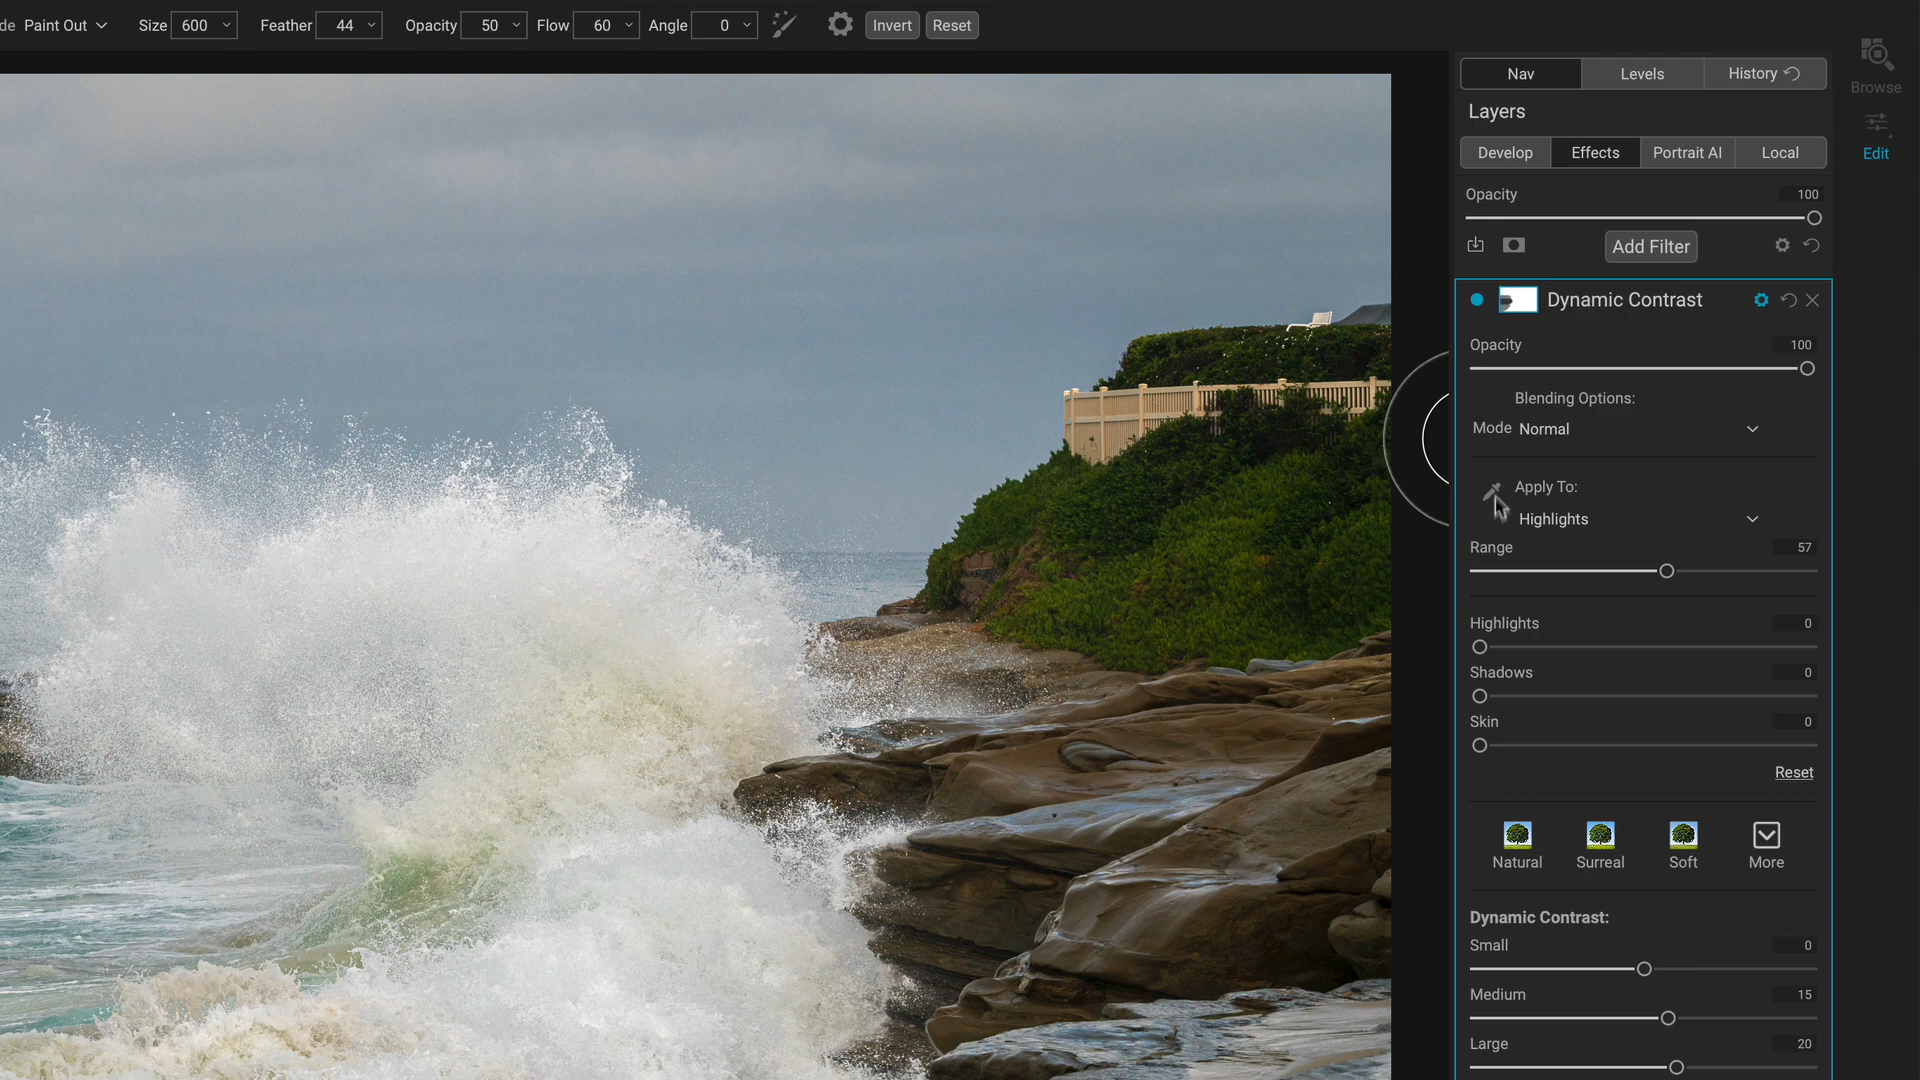 de Paint Out Size 600 Feather 44 Opacity 50 Flow 60 Angle 0 Invert Reset
Nav Levels History
Browse
Layers
Develop Effects Portrait AI Local
Edit
Opacity 100
Add Filter
Dynamic Contrast
Opacity 100
Blending Options:
Mode Normal
Apply To:
Highlights
Range 57
Highlights 0
Shadows 0
Skin 0
Reset
Natural Surreal Soft More
Dynamic Contrast:
Small 0
Medium 15
Large 20